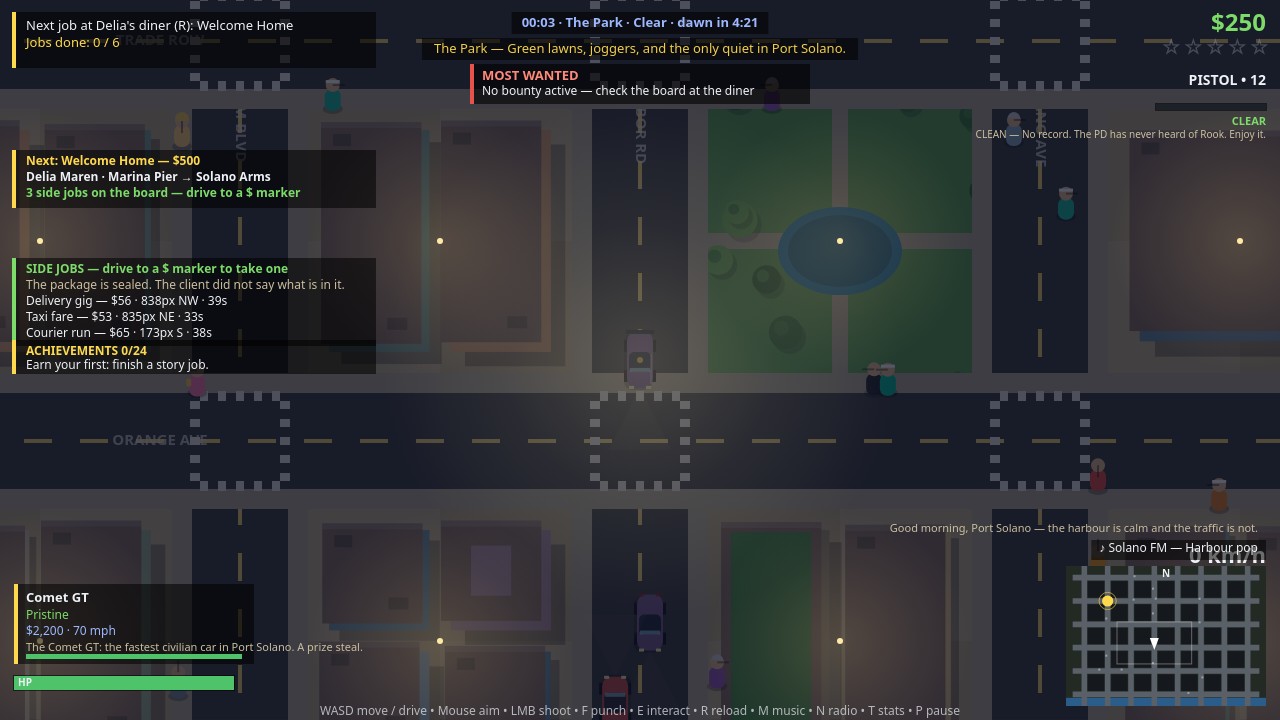 Next job at Delia's diner (R): Welcome Home
Jobs done: 0 / 6
00:03 · The Park · Clear · dawn in 4:21
The Park — Green lawns, joggers, and the only quiet in Port Solano.
MOST WANTED
No bounty active — check the board at the diner
$250
☆☆☆☆☆
PISTOL • 12
CLEAR
CLEAN — No record. The PD has never heard of Rook. Enjoy it.
Next: Welcome Home — $500
Delia Maren · Marina Pier → Solano Arms
3 side jobs on the board — drive to a $ marker
SIDE JOBS — drive to a $ marker to take one
The package is sealed. The client did not say what is in it.
Delivery gig — $56 · 838px NW · 39s
Taxi fare — $53 · 835px NE · 33s
Courier run — $65 · 173px S · 38s
ACHIEVEMENTS 0/24
Earn your first: finish a story job.
ORANGE AVE
Good morning, Port Solano — the harbour is calm and the traffic is not.
♪ Solano FM — Harbour pop
0 km/h
N
Comet GT
Pristine
$2,200 · 70 mph
The Comet GT: the fastest civilian car in Port Solano. A prize steal.
HP
WASD move / drive • Mouse aim • LMB shoot • F punch • E interact • R reload • M music • N radio • T stats • P pause